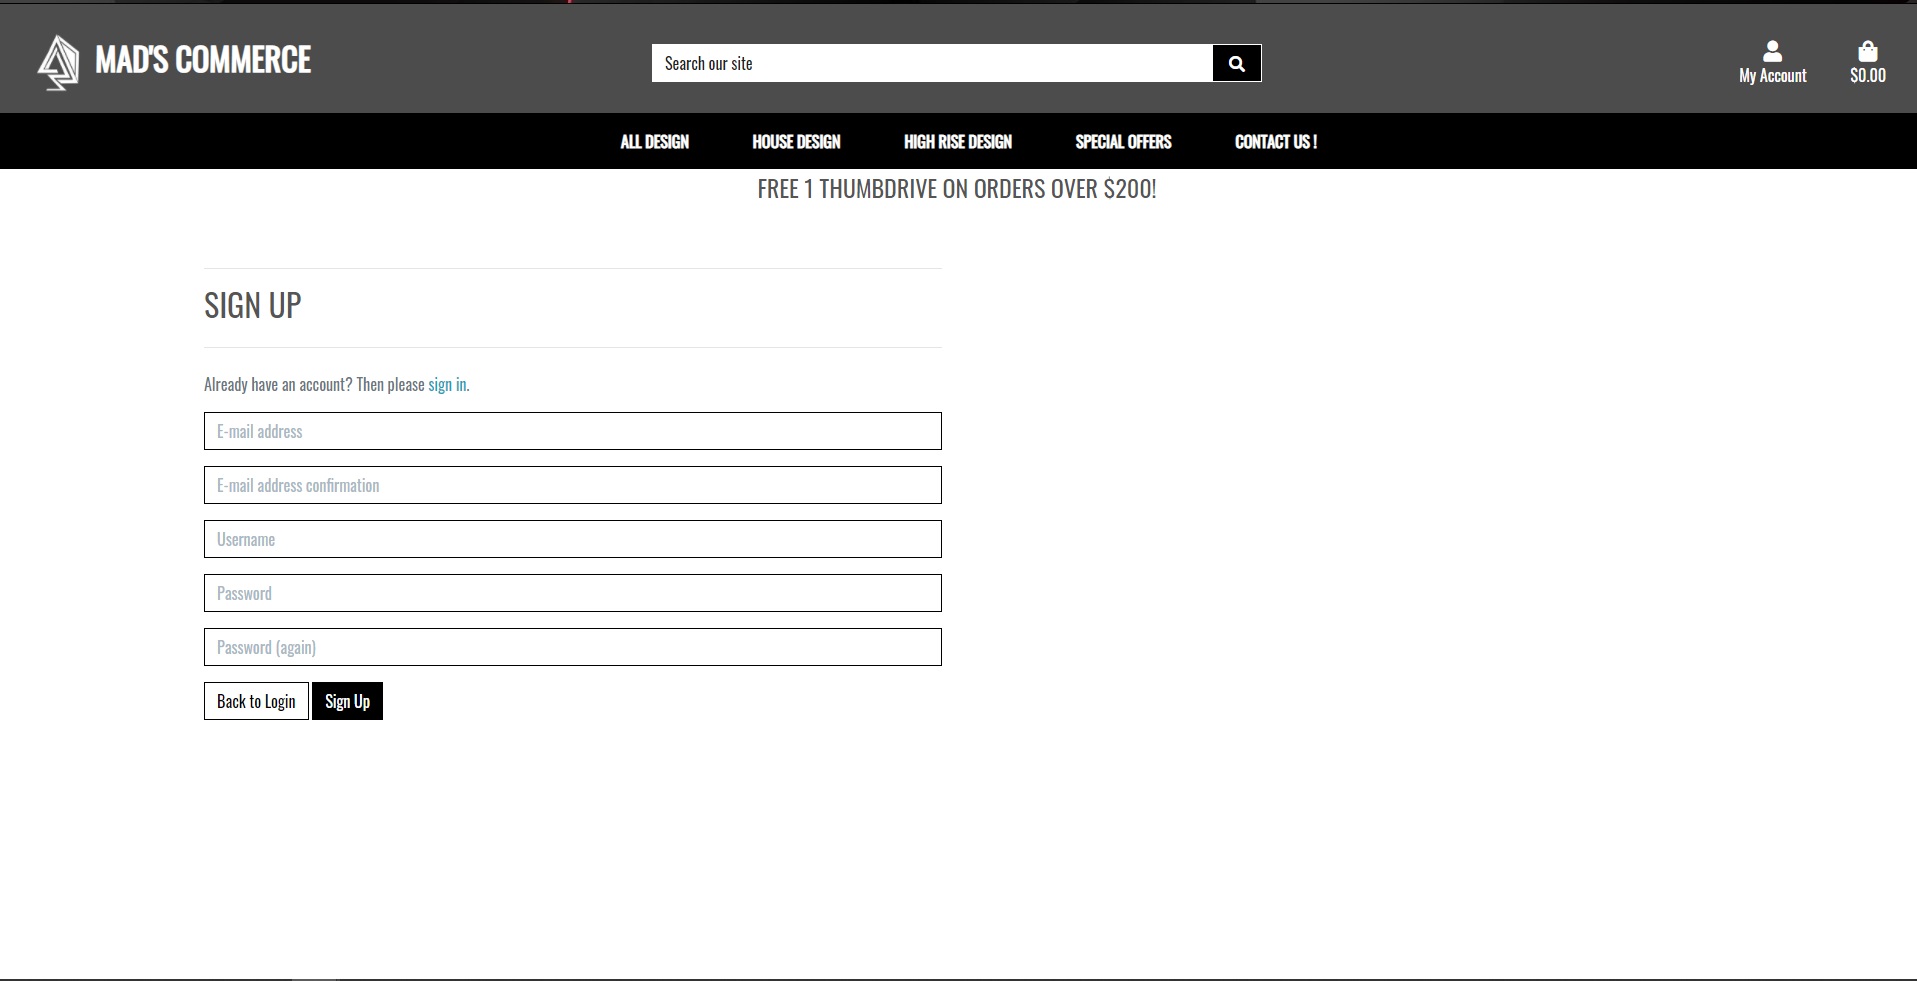 MAD'S COMMERCE
Search our site
My Account
$0.00
ALL DESIGN
HOUSE DESIGN
HIGH RISE DESIGN
SPECIAL OFFERS
CONTACT US !
FREE 1 THUMBDRIVE ON ORDERS OVER $200!
SIGN UP
Already have an account? Then please sign in.
E-mail address
E-mail address confirmation
Username
Password
Password (again)
Back to Login
Sign Up